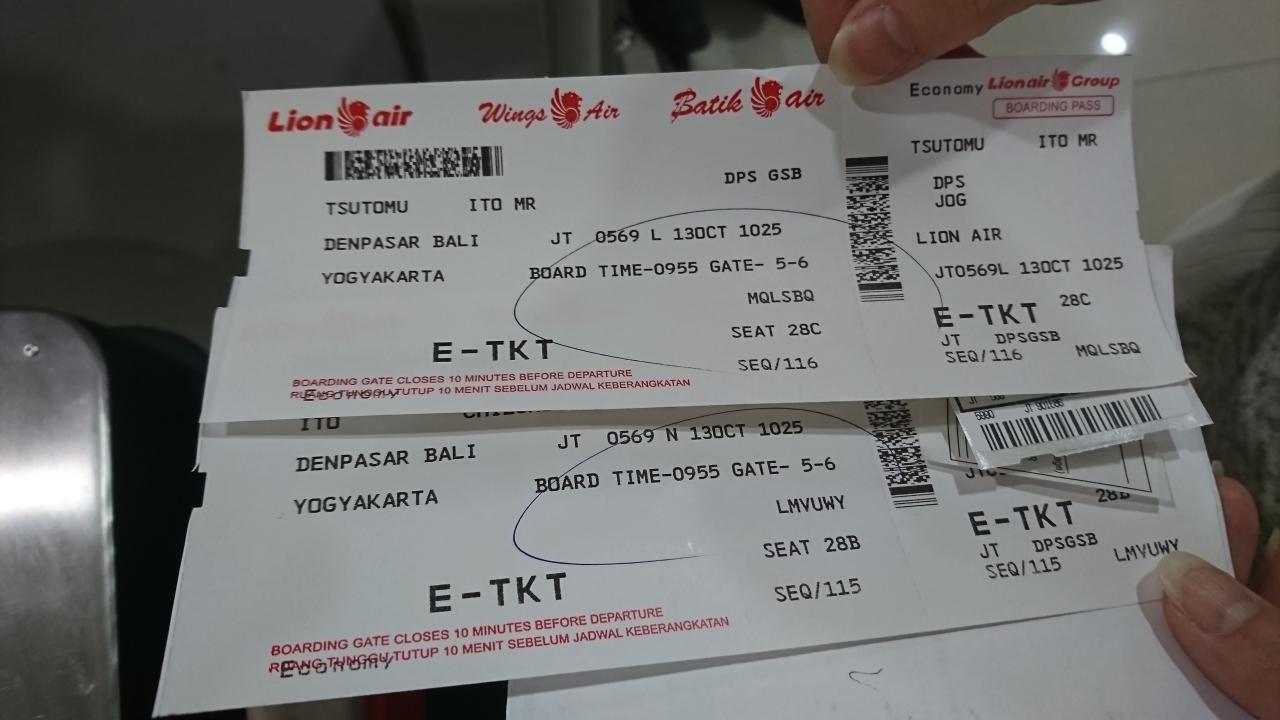 Lion air Wings Air Batik air
Economy Lion air Group
BOARDING PASS
TSUTOMU ITO MR
DPS GSB
TSUTOMU ITO MR
DPS
JOG
DENPASAR BALI JT 0569 L 13OCT 1025
LION AIR
YOGYAKARTA BOARD TIME-0955 GATE- 5-6
JT0569L 13OCT 1025
MQLSBQ
E-TKT 28C
SEAT 28C
JT DPSGSB
E-TKT
SEQ/116
SEQ/116 MQLSBQ
BOARDING GATE CLOSES 10 MINUTES BEFORE DEPARTURE
RUANG TUNGGU TUTUP 10 MENIT SEBELUM JADWAL KEBERANGKATAN
Economy
ITO
DENPASAR BALI JT 0569 N 13OCT 1025
YOGYAKARTA BOARD TIME-0955 GATE- 5-6
LMVUWY
28B
SEAT 28B
E-TKT
JT DPSGSB
E-TKT
SEQ/115
SEQ/115 LMVUWY
BOARDING GATE CLOSES 10 MINUTES BEFORE DEPARTURE
RUANG TUNGGU TUTUP 10 MENIT SEBELUM JADWAL KEBERANGKATAN
Economy